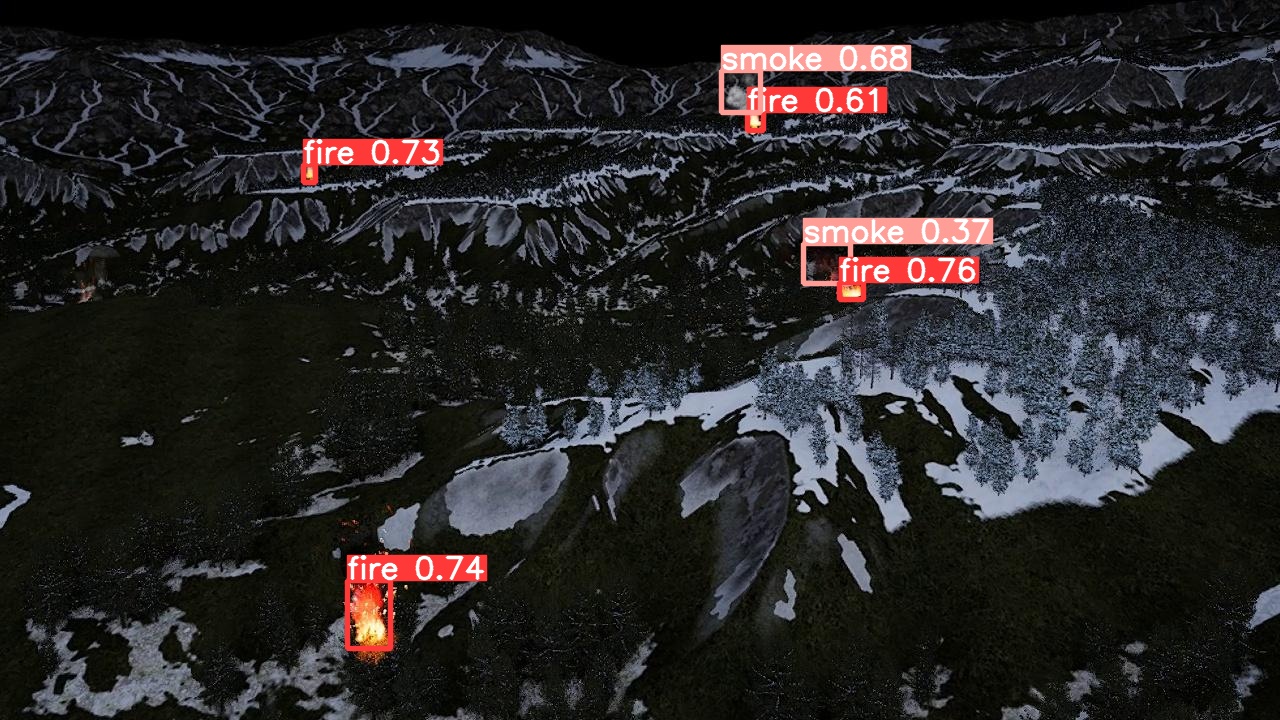 smoke 0.68
fire 0.61
fire 0.73
smoke 0.37
fire 0.76
fire 0.74